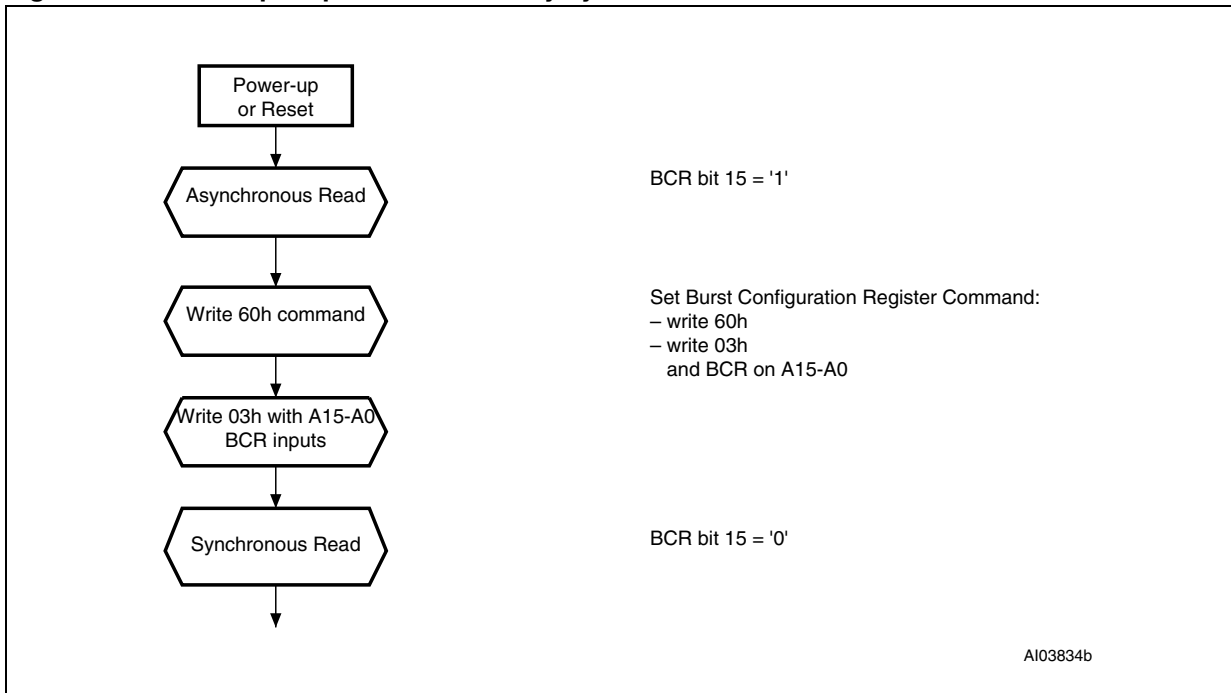 Power-up
or Reset
Asynchronous Read
BCR bit 15 = '1'
Write 60h command
Set Burst Configuration Register Command:
– write 60h
– write 03h
and BCR on A15-A0
Write 03h with A15-A0
BCR inputs
Synchronous Read
BCR bit 15 = '0'
AI03834b